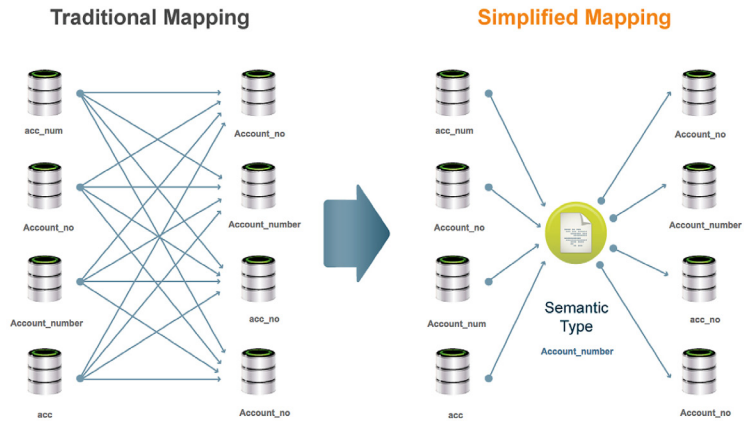 Traditional Mapping
Simplified Mapping
acc_num
Account_no
Account_no
Account_number
Account_number
acc_no
acc
Account_no
acc_num
Account_no
Account_no
Account_number
Account_num
acc_no
acc
Account_no
Semantic
Type
Account_number